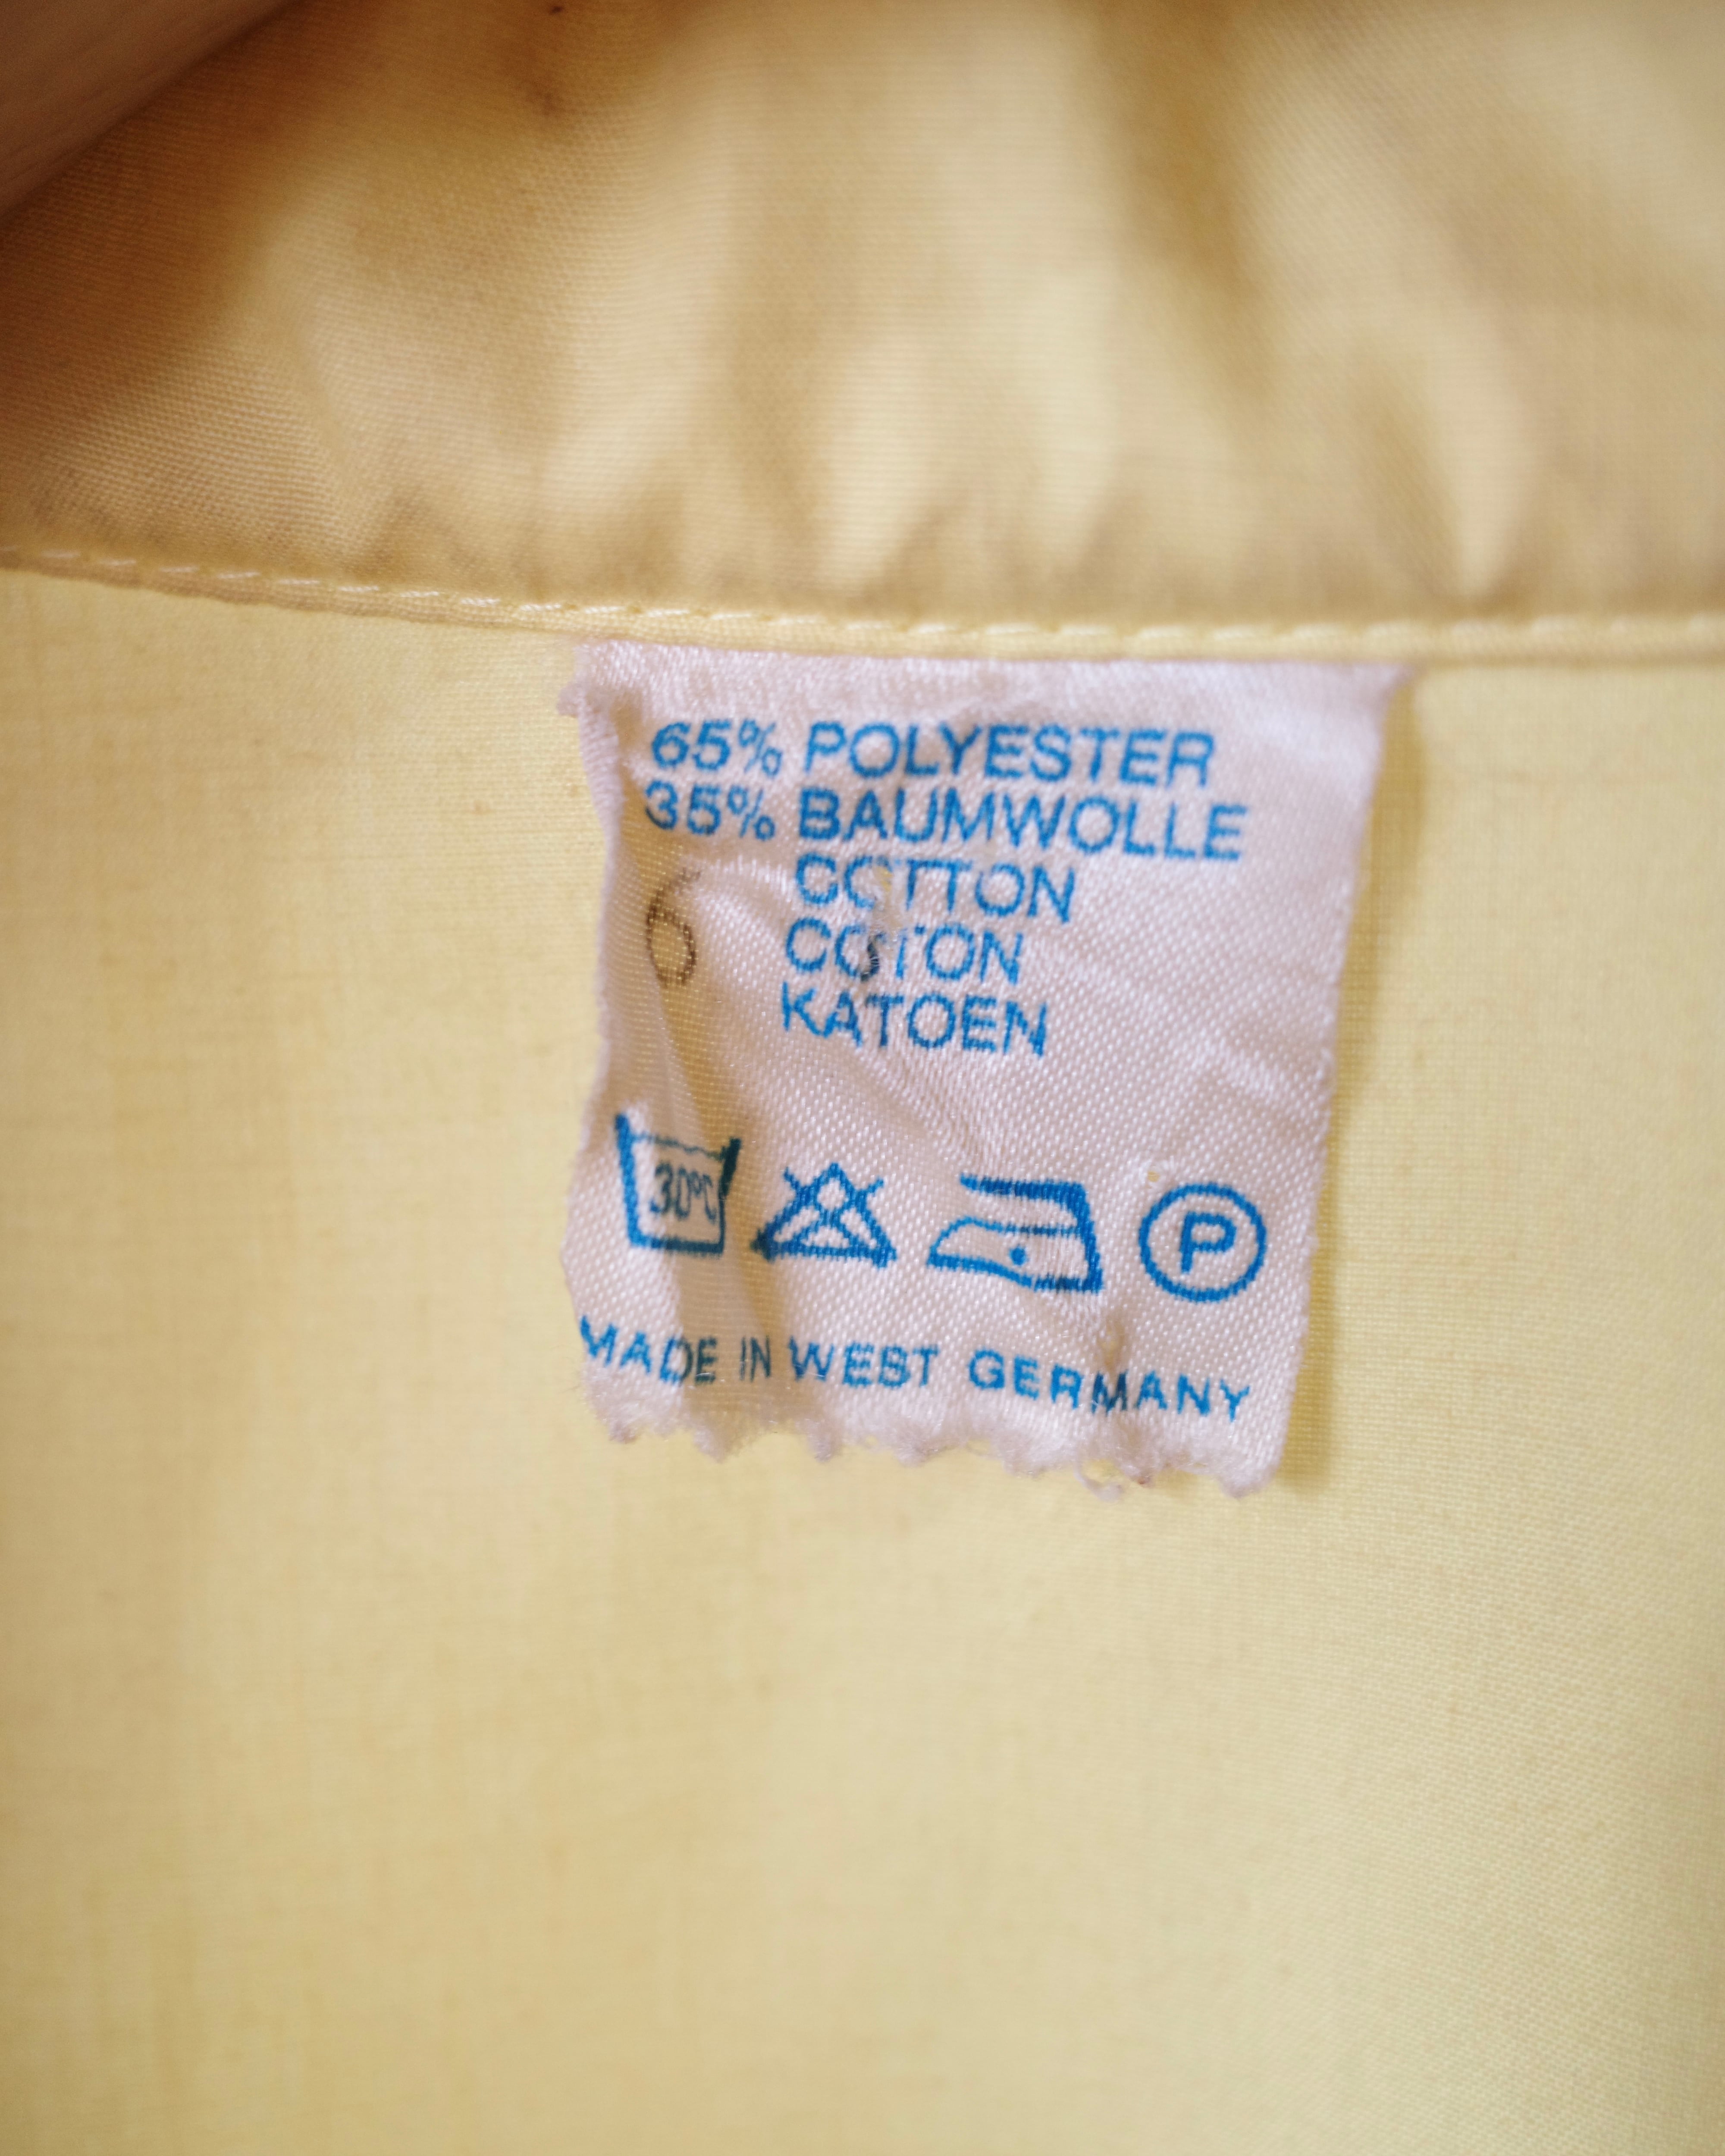 65% POLYESTER
35% BAUMWOLLE
COTTON
COTON
KATOEN
6
30°C
P
MADE IN WEST GERMANY